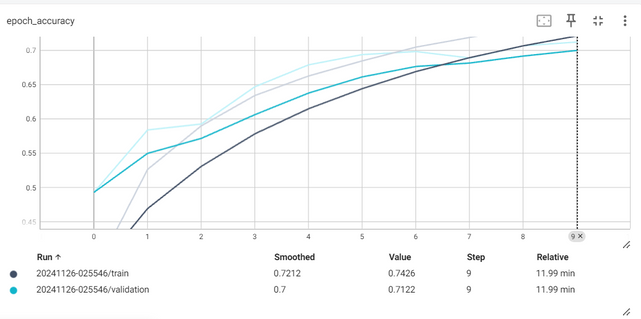 epoch_accuracy
0.7
0.65
0.6
0.55
0.5
0.45
0 1 2 3 4 5 6 7 8 9 ×
Run ↑ Smoothed Value Step Relative
20241126-025546/train 0.7212 0.7426 9 11.99 min
20241126-025546/validation 0.7 0.7122 9 11.99 min